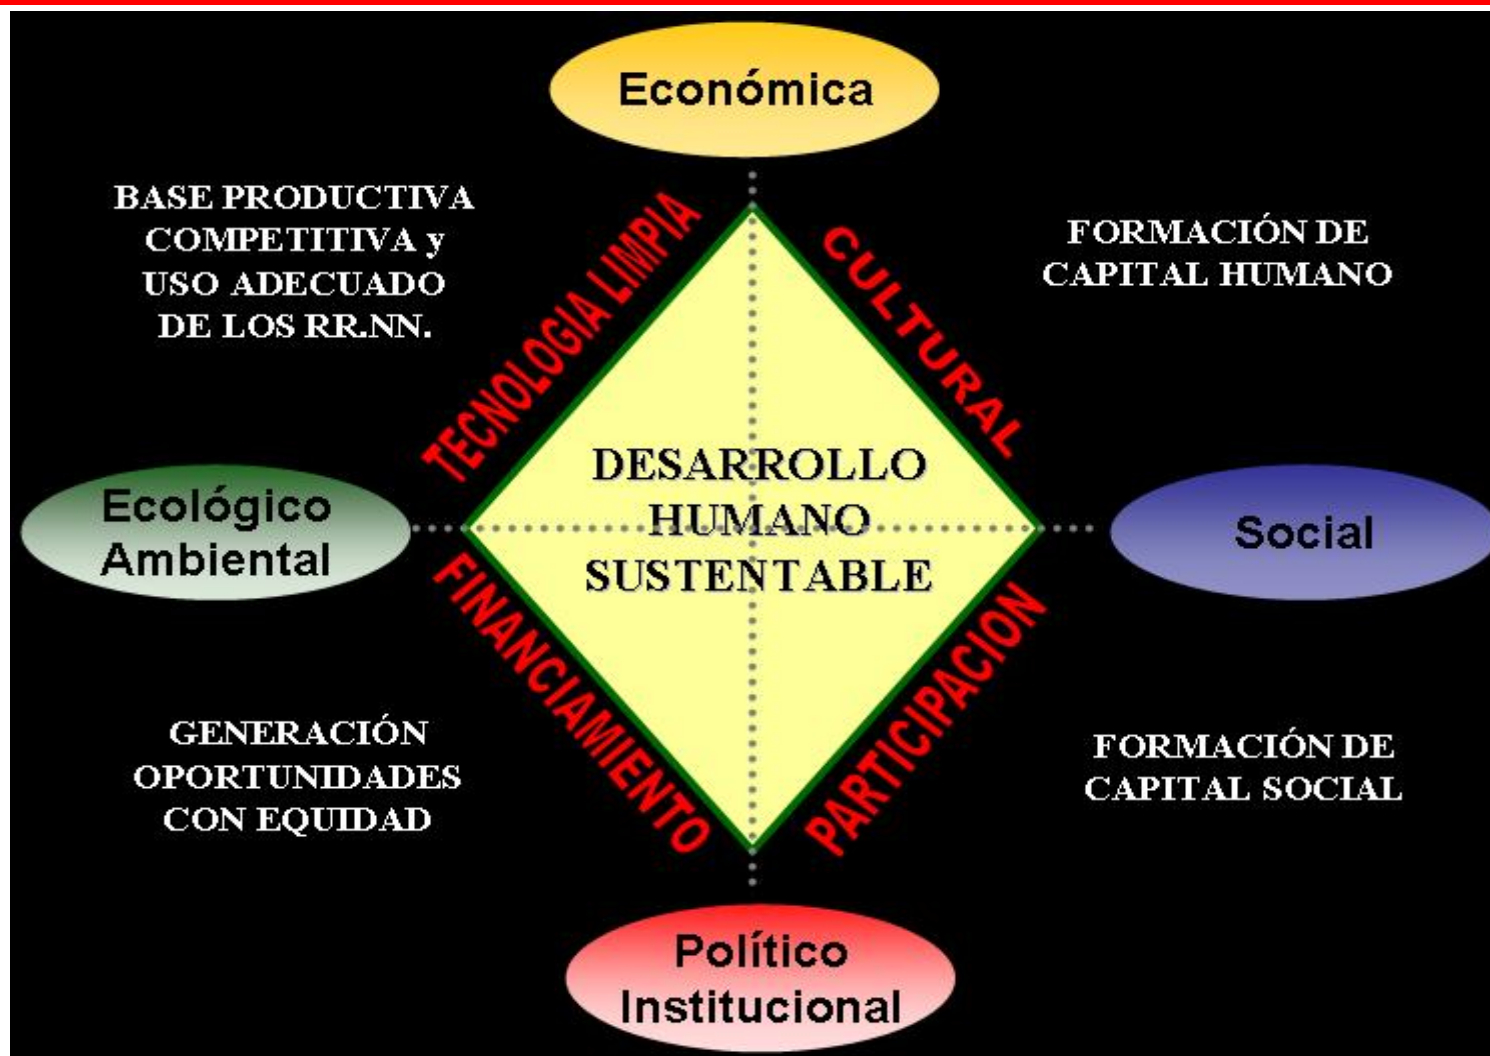 Económica
BASE PRODUCTIVA
COMPETITIVA y
USO ADECUADO
DE LOS RR.NN.
TECNOLOGIA LIMPIA
CULTURAL
FORMACIÓN DE
CAPITAL HUMANO
Ecológico
Ambiental
DESARROLLO
HUMANO
SUSTENTABLE
Social
FINANCIAMIENTO
PARTICIPACION
GENERACIÓN
OPORTUNIDADES
CON EQUIDAD
FORMACIÓN DE
CAPITAL SOCIAL
Político
Institucional